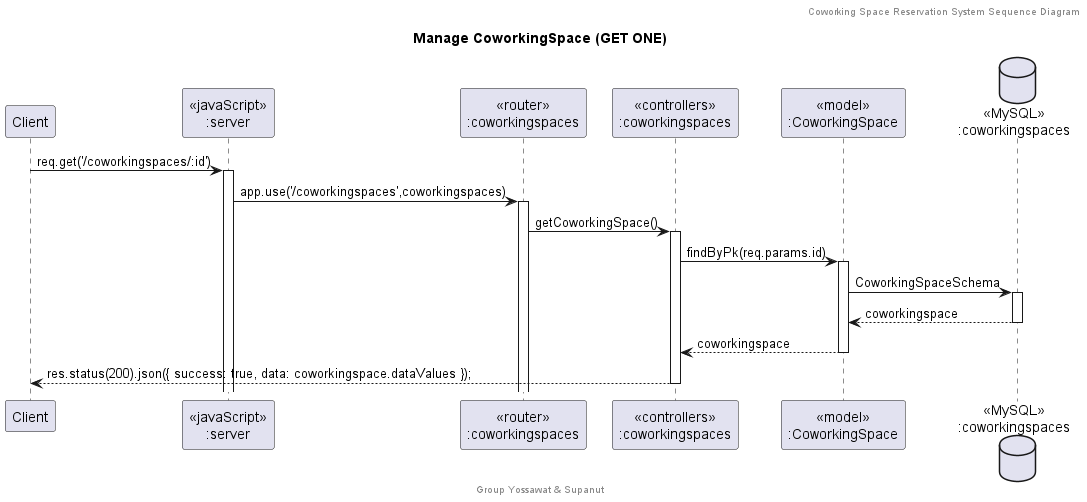 Coworking Space Reservation System Sequence Diagram
Manage CoworkingSpace (GET ONE)
Client
«javaScript»
:server
«router»
:coworkingspaces
«controllers»
:coworkingspaces
«model»
:CoworkingSpace
«MySQL»
:coworkingspaces
req.get('/coworkingspaces/:id')
app.use('/coworkingspaces',coworkingspaces)
getCoworkingSpace()
findByPk(req.params.id)
CoworkingSpaceSchema
coworkingspace
coworkingspace
res.status(200).json({ success: true, data: coworkingspace.dataValues });
Client
«javaScript»
:server
«router»
:coworkingspaces
«controllers»
:coworkingspaces
«model»
:CoworkingSpace
«MySQL»
:coworkingspaces
Group Yossawat & Supanut